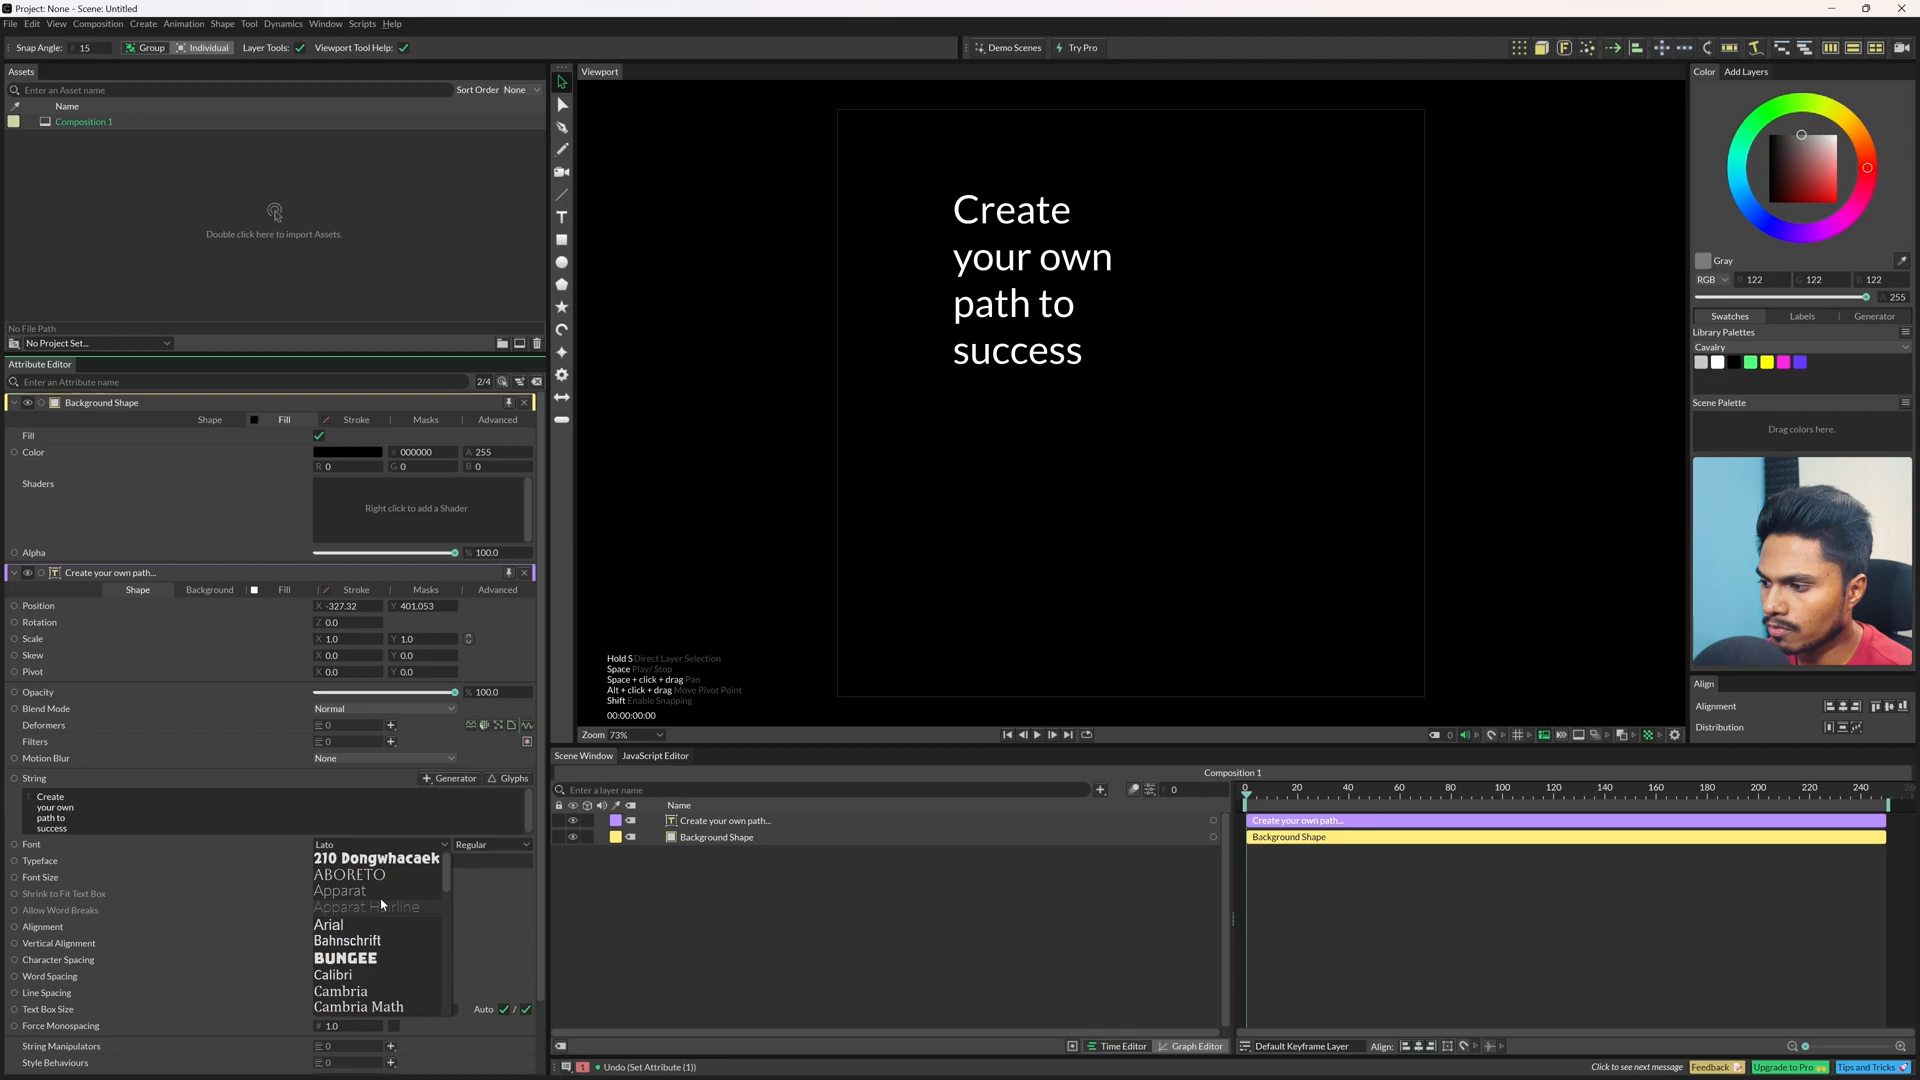 Project: None - Scene: Untitled
File Edit View Composition Create Animation Shape Tool Dynamics Window Scripts Help
Snap Angle: 15 Group Individual Layer Tools: Viewport Tool Help: Demo Scenes Try Pro
Assets
Enter an Asset name Sort Order None
Name
Composition 1
Double click here to import Assets.
No File Path
No Project Set...
Attribute Editor
Enter an Attribute name 2/4
Background Shape
Shape Fill Stroke Masks Advanced
Fill
Color 000000 A 255
R 0 G 0 B 0
Shaders
Right click to add a Shader
Alpha % 100.0
Create your own path...
Shape Background Fill Stroke Masks Advanced
Position X -327.32 Y 401.053
Rotation Z 0.0
Scale X 1.0 Y 1.0
Skew X 0.0 Y 0.0
Pivot X 0.0 Y 0.0
Opacity % 100.0
Blend Mode Normal
Deformers 0
Filters 0
Motion Blur None
String Generator Glyphs
Create
your own
path to
success
Font Lato Regular
Typeface
Font Size
Shrink to Fit Text Box
Allow Word Breaks
Alignment
Vertical Alignment
Character Spacing
Word Spacing
Line Spacing
Text Box Size Auto /
Force Monospacing # 1.0
String Manipulators 0
Style Behaviours 0
210 Dongwhacaek
ABORETO
Apparat
Apparat Hairline
Arial
Bahnschrift
BUNGEE
Calibri
Cambria
Cambria Math
Viewport
Create
your own
path to
success
Hold S Direct Layer Selection
Space Play/ Stop
Space + click + drag Pan
Alt + click + drag Move Pivot Point
Shift Enable Snapping
00:00:00:00
Zoom 73% 0
Scene Window JavaScript Editor
Composition 1
Enter a layer name 0
0 20 40 60 80 100 120 140 160 180 200 220 240
Name
Create your own path... Create your own path...
Background Shape Background Shape
Time Editor Graph Editor Default Keyframe Layer Align:
1 Undo (Set Attribute (1)) Click to see next message Feedback Upgrade to Pro Tips and Tricks
Color Add Layers
Gray
RGB R 122 G 122 B 122
A 255
Swatches Labels Generator
Library Palettes
Cavalry
Scene Palette
Drag colors here.
Align
Alignment
Distribution